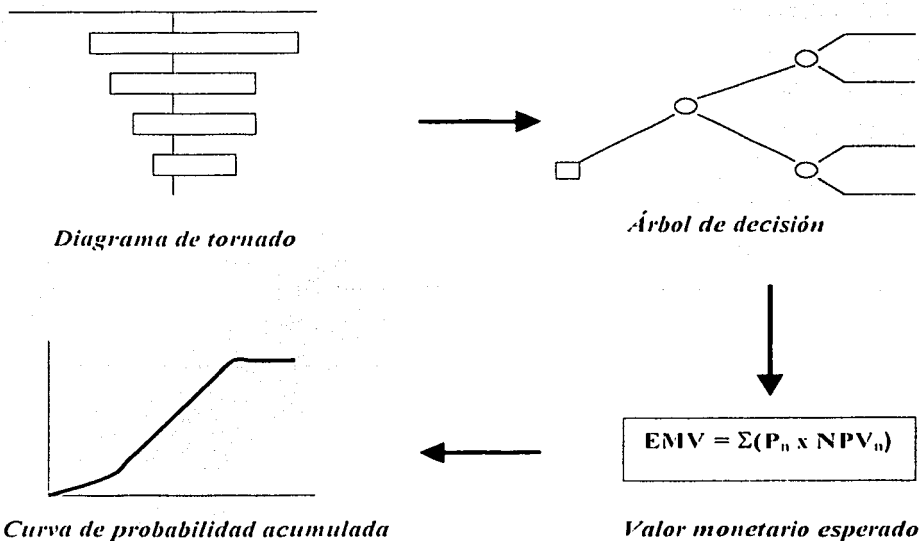 Diagrama de tornado
Árbol de decisión
EMV = Σ(Pn x NPVn)
Curva de probabilidad acumulada
Valor monetario esperado